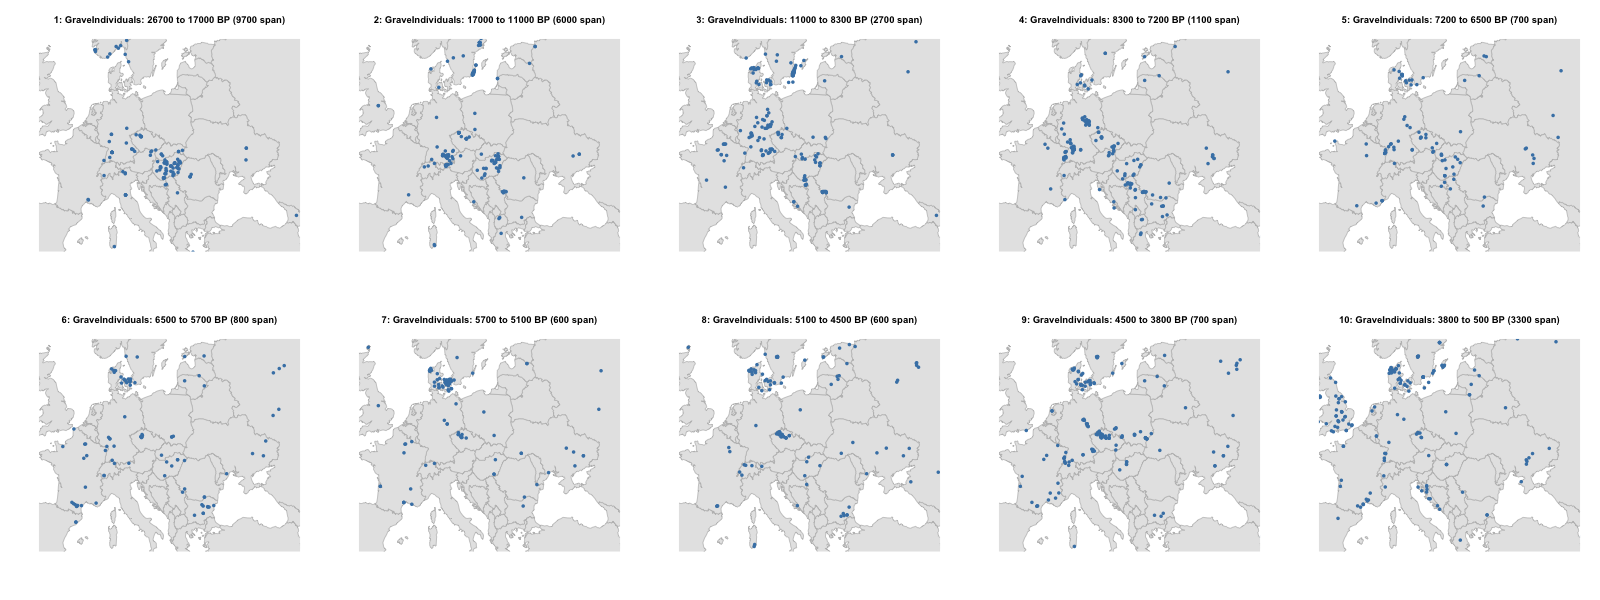 1: GraveIndividuals: 26700 to 17000 BP (9700 span)
2: GraveIndividuals: 17000 to 11000 BP (6000 span)
3: GraveIndividuals: 11000 to 8300 BP (2700 span)
4: GraveIndividuals: 8300 to 7200 BP (1100 span)
5: GraveIndividuals: 7200 to 6500 BP (700 span)
6: GraveIndividuals: 6500 to 5700 BP (800 span)
7: GraveIndividuals: 5700 to 5100 BP (600 span)
8: GraveIndividuals: 5100 to 4500 BP (600 span)
9: GraveIndividuals: 4500 to 3800 BP (700 span)
10: GraveIndividuals: 3800 to 500 BP (3300 span)